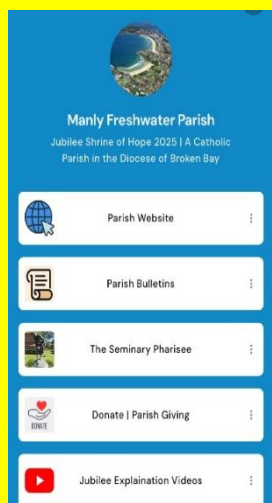 Manly Freshwater Parish
Jubilee Shrine of Hope 2025 | A Catholic
Parish in the Diocese of Broken Bay
Parish Website
Parish Bulletins
The Seminary Pharisee
DONATE
Donate | Parish Giving
Jubilee Explaination Videos